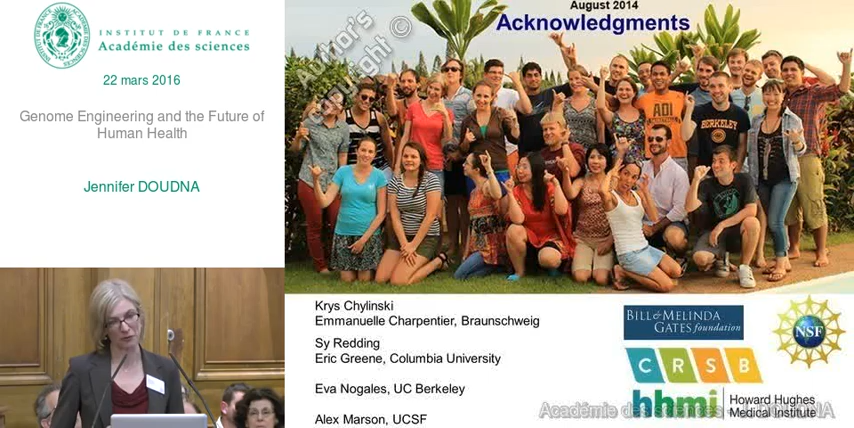 INSTITUT DE FRANCE
Académie des sciences
22 mars 2016
Genome Engineering and the Future of
Human Health
Jennifer DOUDNA
August 2014
Acknowledgments
Author's
Copyright ©
BERKELEY
Krys Chylinski
Emmanuelle Charpentier, Braunschweig
Sy Redding
Eric Greene, Columbia University
Eva Nogales, UC Berkeley
Alex Marson, UCSF
BILL & MELINDA
GATES foundation
NSF
CRSB
hhmi
Howard Hughes
Medical Institute
Académie des sciences - J. DOUDNA